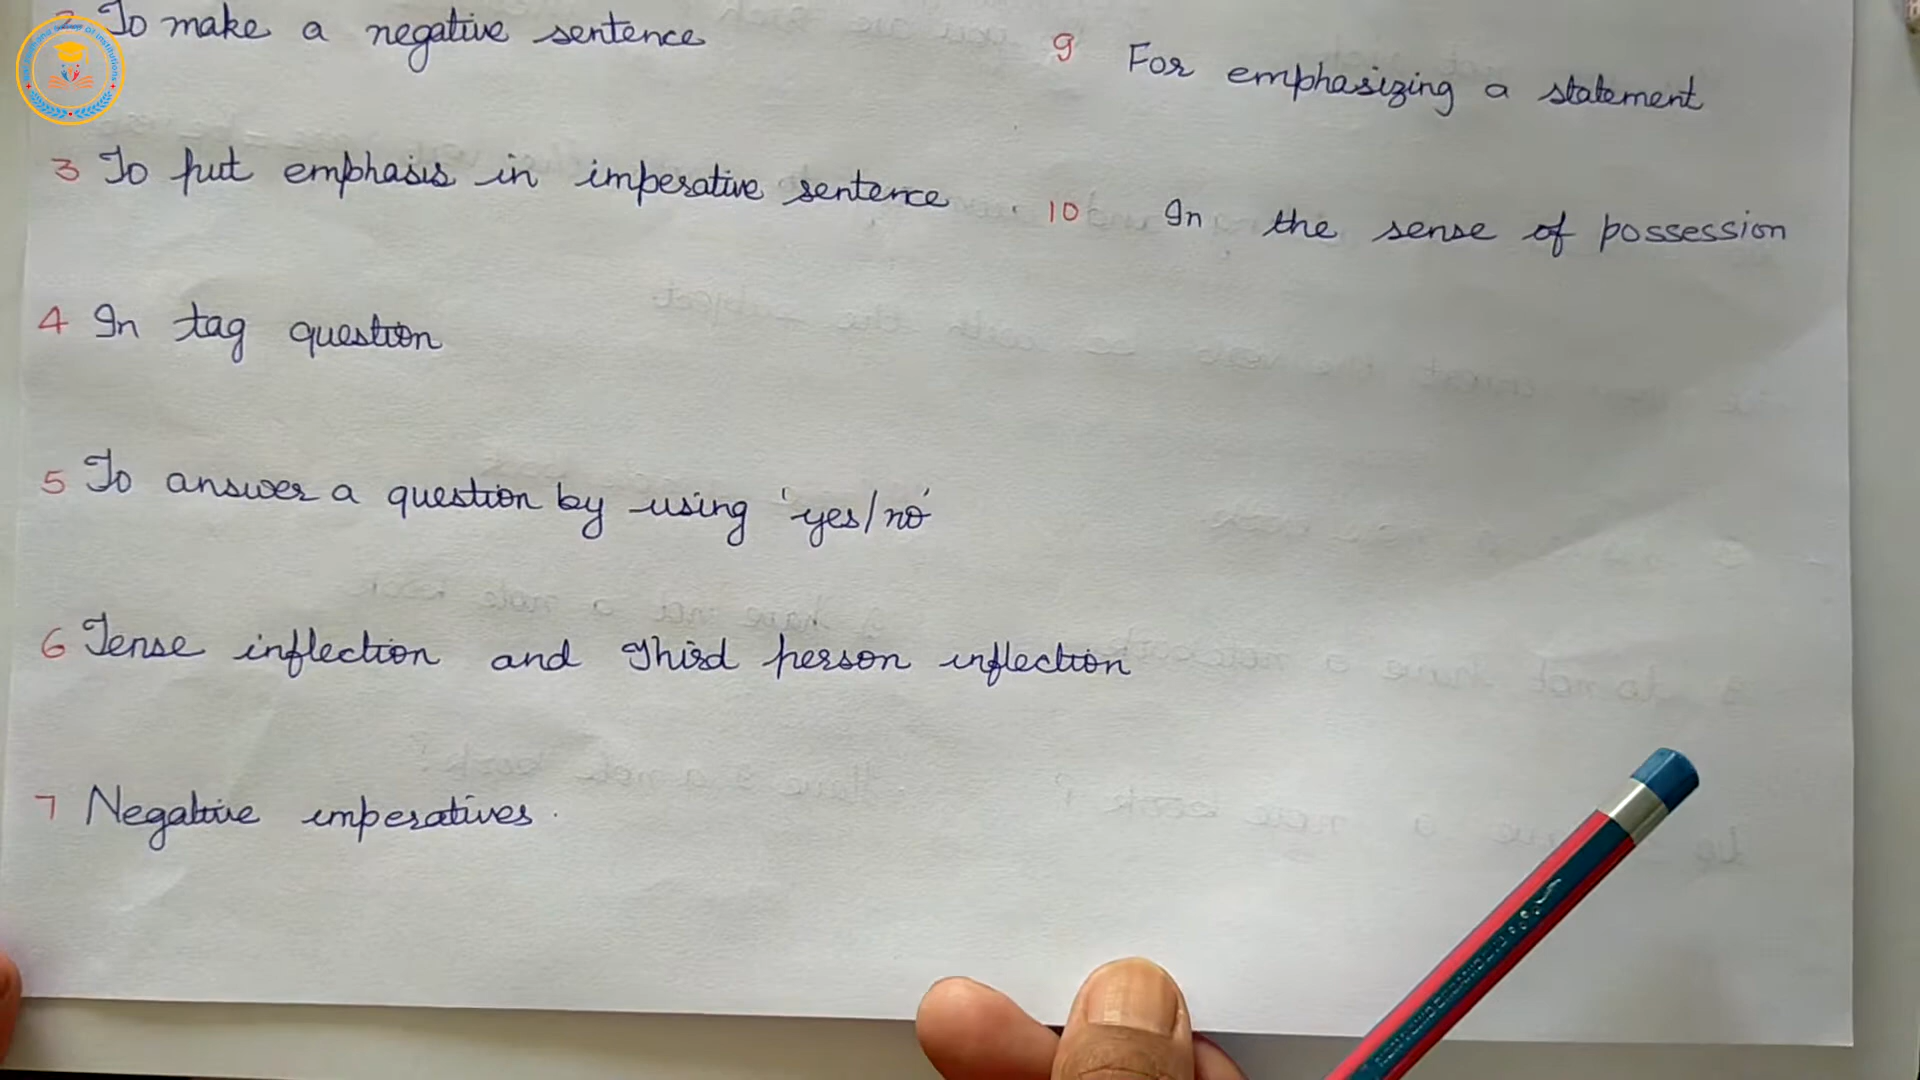 2 To make a negative sentence
3 To put emphasis in imperative sentence.
4 In tag question
5 To answer a question by using 'yes/no'
6 Tense inflection and Third person inflection
7 Negative imperatives.
9 For emphasizing a statement
10 In the sense of possession